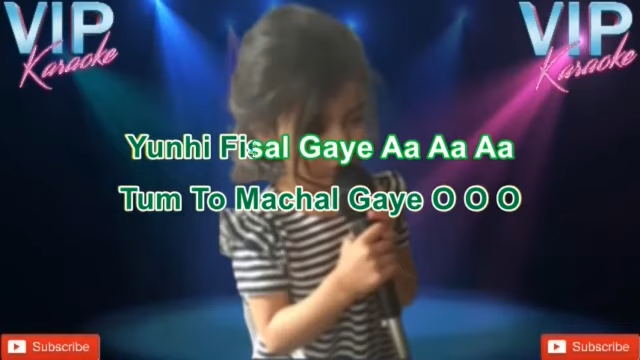 VIP
Karaoke
VIP
Karaoke
Yunhi Fisal Gaye Aa Aa Aa
Tum To Machal Gaye O O O
Subscribe
Subscribe